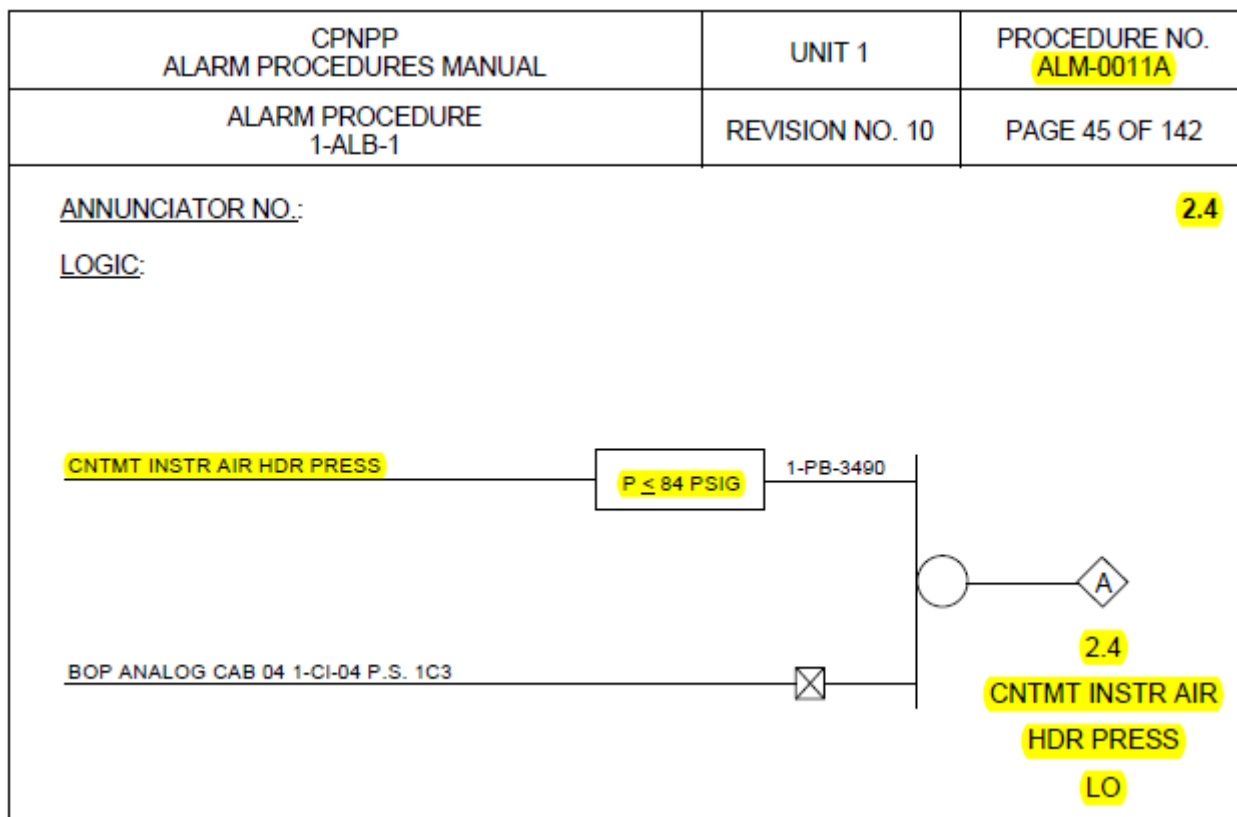 CPNPP
ALARM PROCEDURES MANUAL
UNIT 1
PROCEDURE NO.
ALM-0011A
ALARM PROCEDURE
1-ALB-1
REVISION NO. 10
PAGE 45 OF 142
ANNUNCIATOR NO.:
2.4
LOGIC:
CNTMT INSTR AIR HDR PRESS
P ≤ 84 PSIG
1-PB-3490
A
BOP ANALOG CAB 04 1-CI-04 P.S. 1C3
2.4
CNTMT INSTR AIR
HDR PRESS
LO